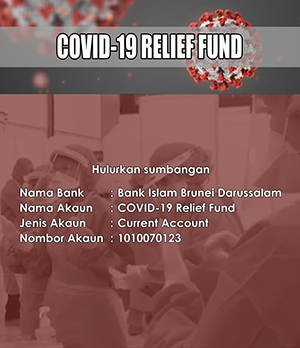 COVID-19 RELIEF FUND
Hulurkan sumbangan
Nama Bank : Bank Islam Brunei Darussalam
Nama Akaun : COVID-19 Relief Fund
Jenis Akaun : Current Account
Nombor Akaun : 1010070123